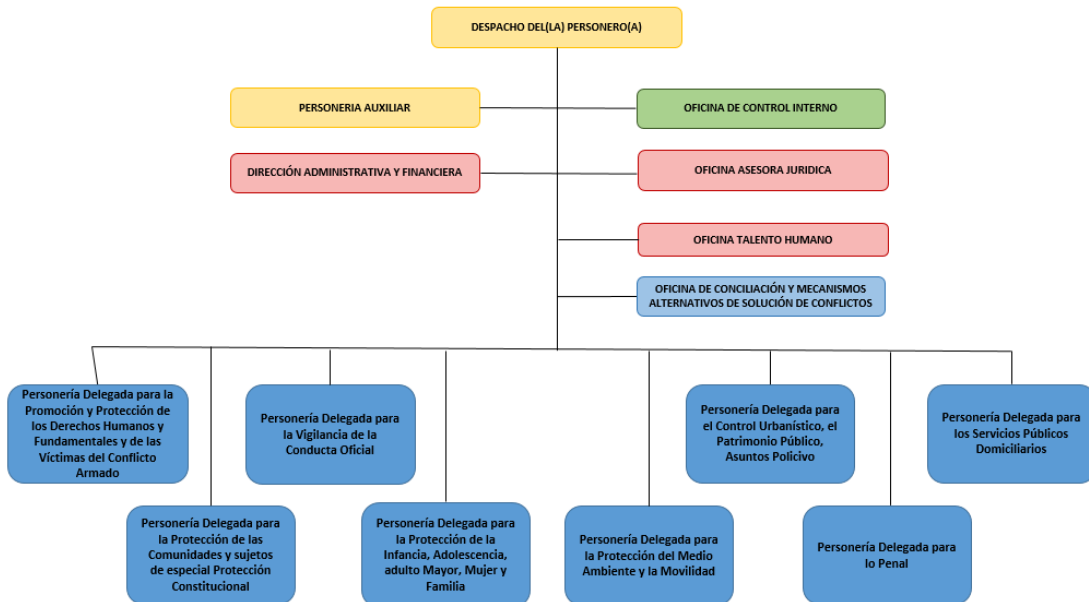 DESPACHO DEL(LA) PERSONERO(A)
PERSONERIA AUXILIAR
OFICINA DE CONTROL INTERNO
DIRECCIÓN ADMINISTRATIVA Y FINANCIERA
OFICINA ASESORA JURIDICA
OFICINA TALENTO HUMANO
OFICINA DE CONCILIACIÓN Y MECANISMOS
ALTERNATIVOS DE SOLUCIÓN DE CONFLICTOS
Personería Delegada para la
Promoción y Protección de
los Derechos Humanos y
Fundamentales y de las
Víctimas del Conflicto
Armado
Personería Delegada para
la Vigilancia de la
Conducta Oficial
Personería Delegada para
el Control Urbanístico, el
Patrimonio Público,
Asuntos Policivo
Personería Delegada para
los Servicios Públicos
Domiciliarios
Personería Delegada para
la Protección de las
Comunidades y sujetos
de especial Protección
Constitucional
Personería Delegada para
la Protección de la
Infancia, Adolescencia,
adulto Mayor, Mujer y
Familia
Personería Delegada para
la Protección del Medio
Ambiente y la Movilidad
Personería Delegada para
lo Penal